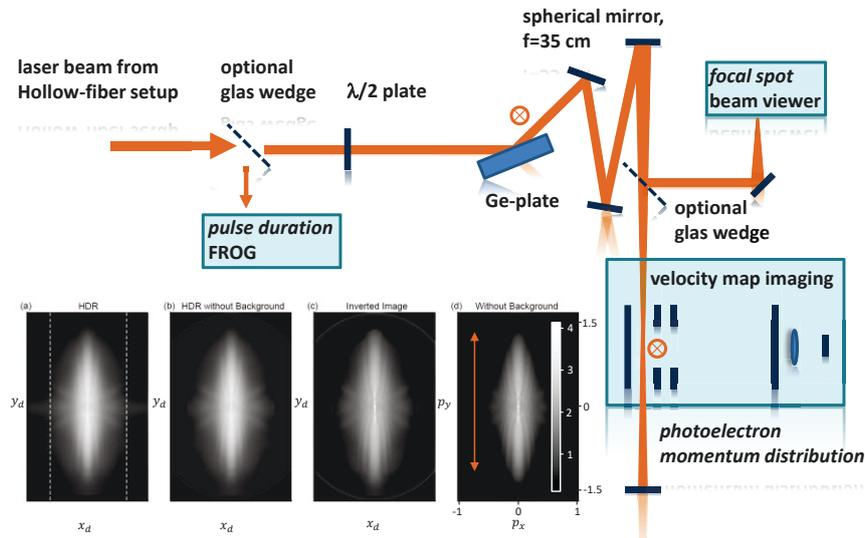 spherical mirror,
f=35 cm
laser beam from
Hollow-fiber setup
optional
glas wedge
λ/2 plate
focal spot
beam viewer
Ge-plate
optional
glas wedge
pulse duration
FROG
velocity map imaging
(a) HDR
(b) HDR without Background
(c) Inverted Image
(d) Without Background
y_d
y_d
y_d
p_y
4
3
2
1
1.5
0
-1.5
photoelectron
momentum distribution
-1 0 1
x_d
x_d
x_d
p_x